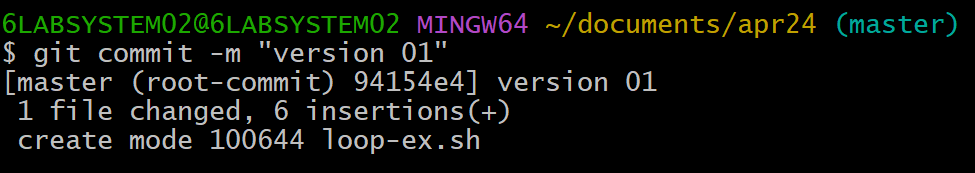 6LABSYSTEM02@6LABSYSTEM02 MINGW64 ~/documents/apr24 (master)
$ git commit -m "version 01"
[master (root-commit) 94154e4] version 01
 1 file changed, 6 insertions(+)
 create mode 100644 loop-ex.sh